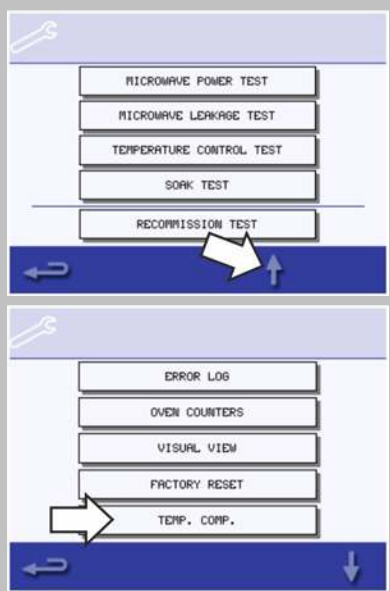 MICROWAVE POWER TEST
MICROWAVE LEAKAGE TEST
TEMPERATURE CONTROL TEST
SOAK TEST
RECOMMISSION TEST
ERROR LOG
OVEN COUNTERS
VISUAL VIEW
FACTORY RESET
TEMP. COMP.